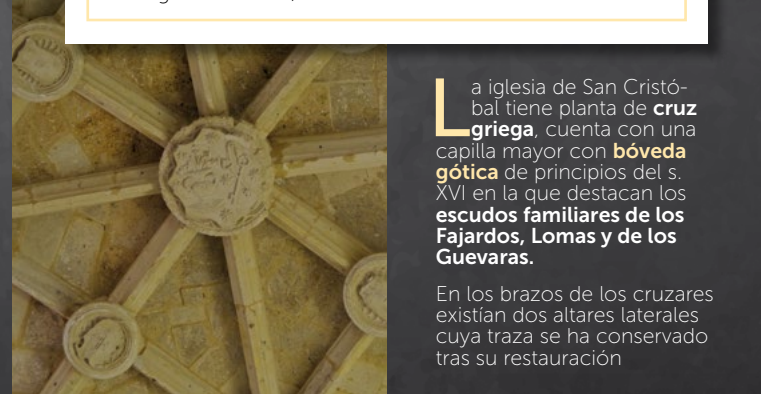 La iglesia de San Cristó-
bal tiene planta de cruz
griega, cuenta con una
capilla mayor con bóveda
gótica de principios del s.
XVI en la que destacan los
escudos familiares de los
Fajardos, Lomas y de los
Guevaras.
En los brazos de los cruzares
existían dos altares laterales
cuya traza se ha conservado
tras su restauración